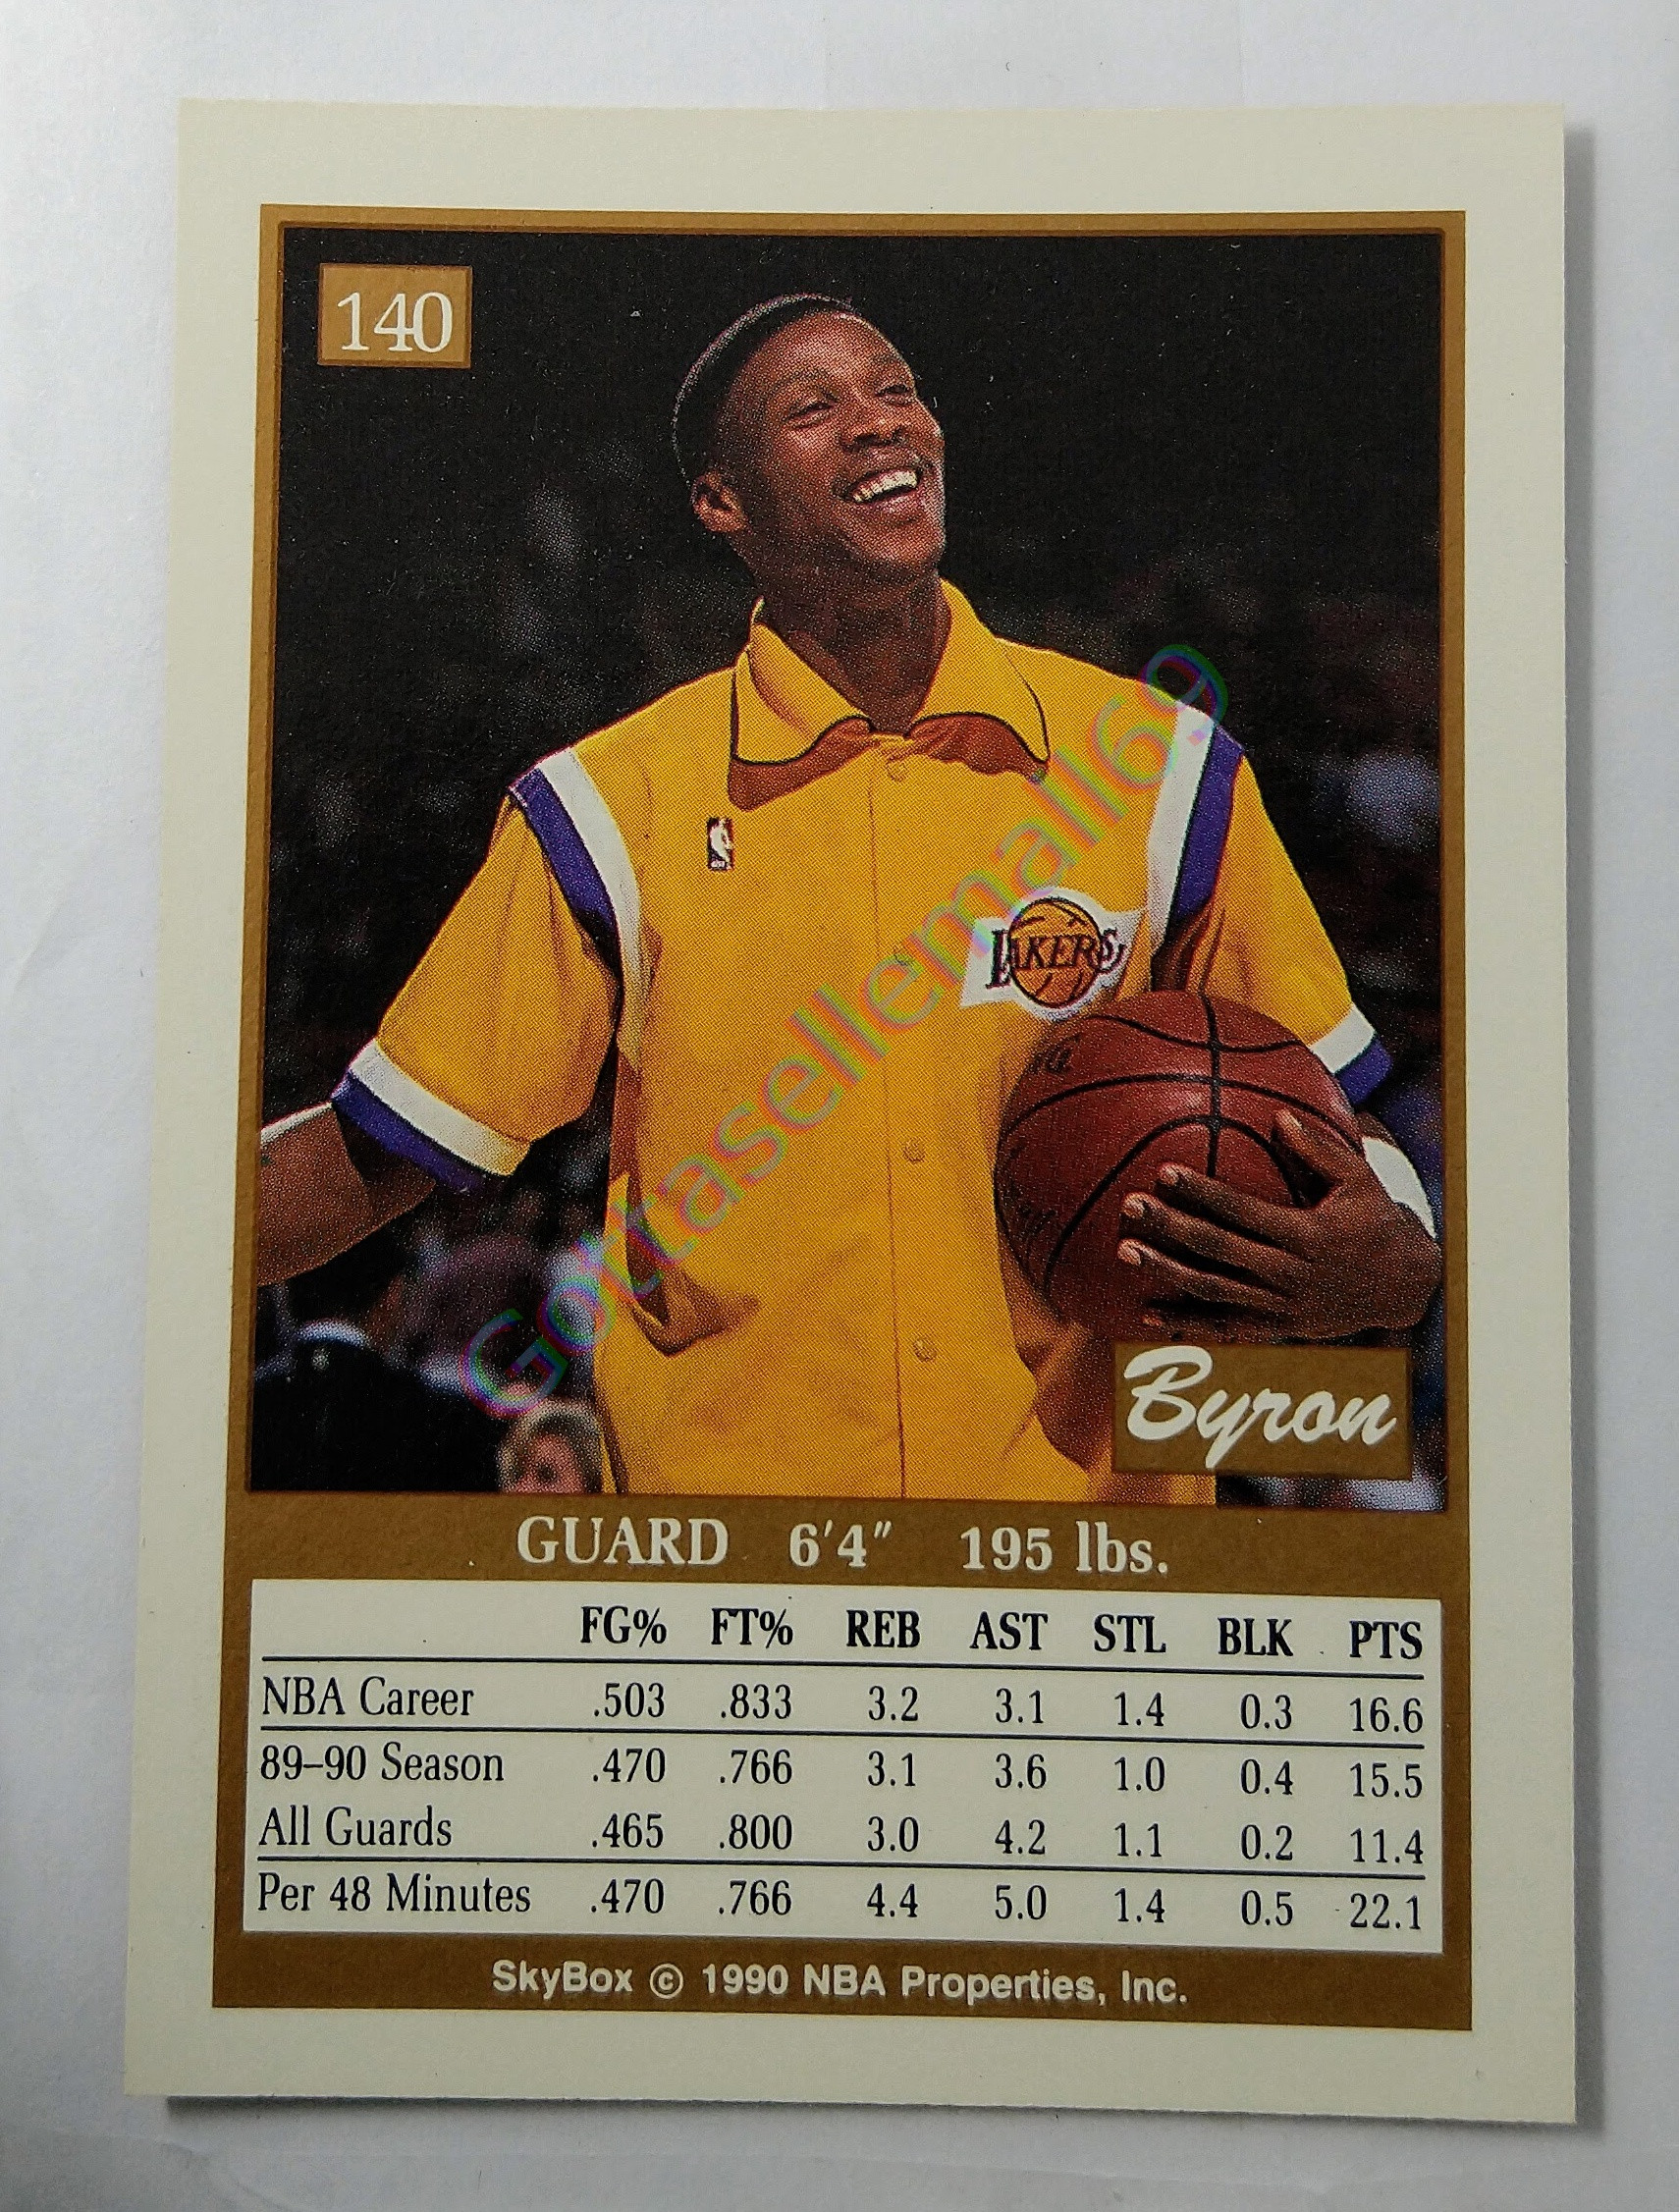 140
LAKERS
Gottasellemall69
Byron
GUARD 6'4" 195 lbs.
FG% FT% REB AST STL BLK PTS
NBA Career .503 .833 3.2 3.1 1.4 0.3 16.6
89–90 Season .470 .766 3.1 3.6 1.0 0.4 15.5
All Guards .465 .800 3.0 4.2 1.1 0.2 11.4
Per 48 Minutes .470 .766 4.4 5.0 1.4 0.5 22.1
SkyBox © 1990 NBA Properties, Inc.